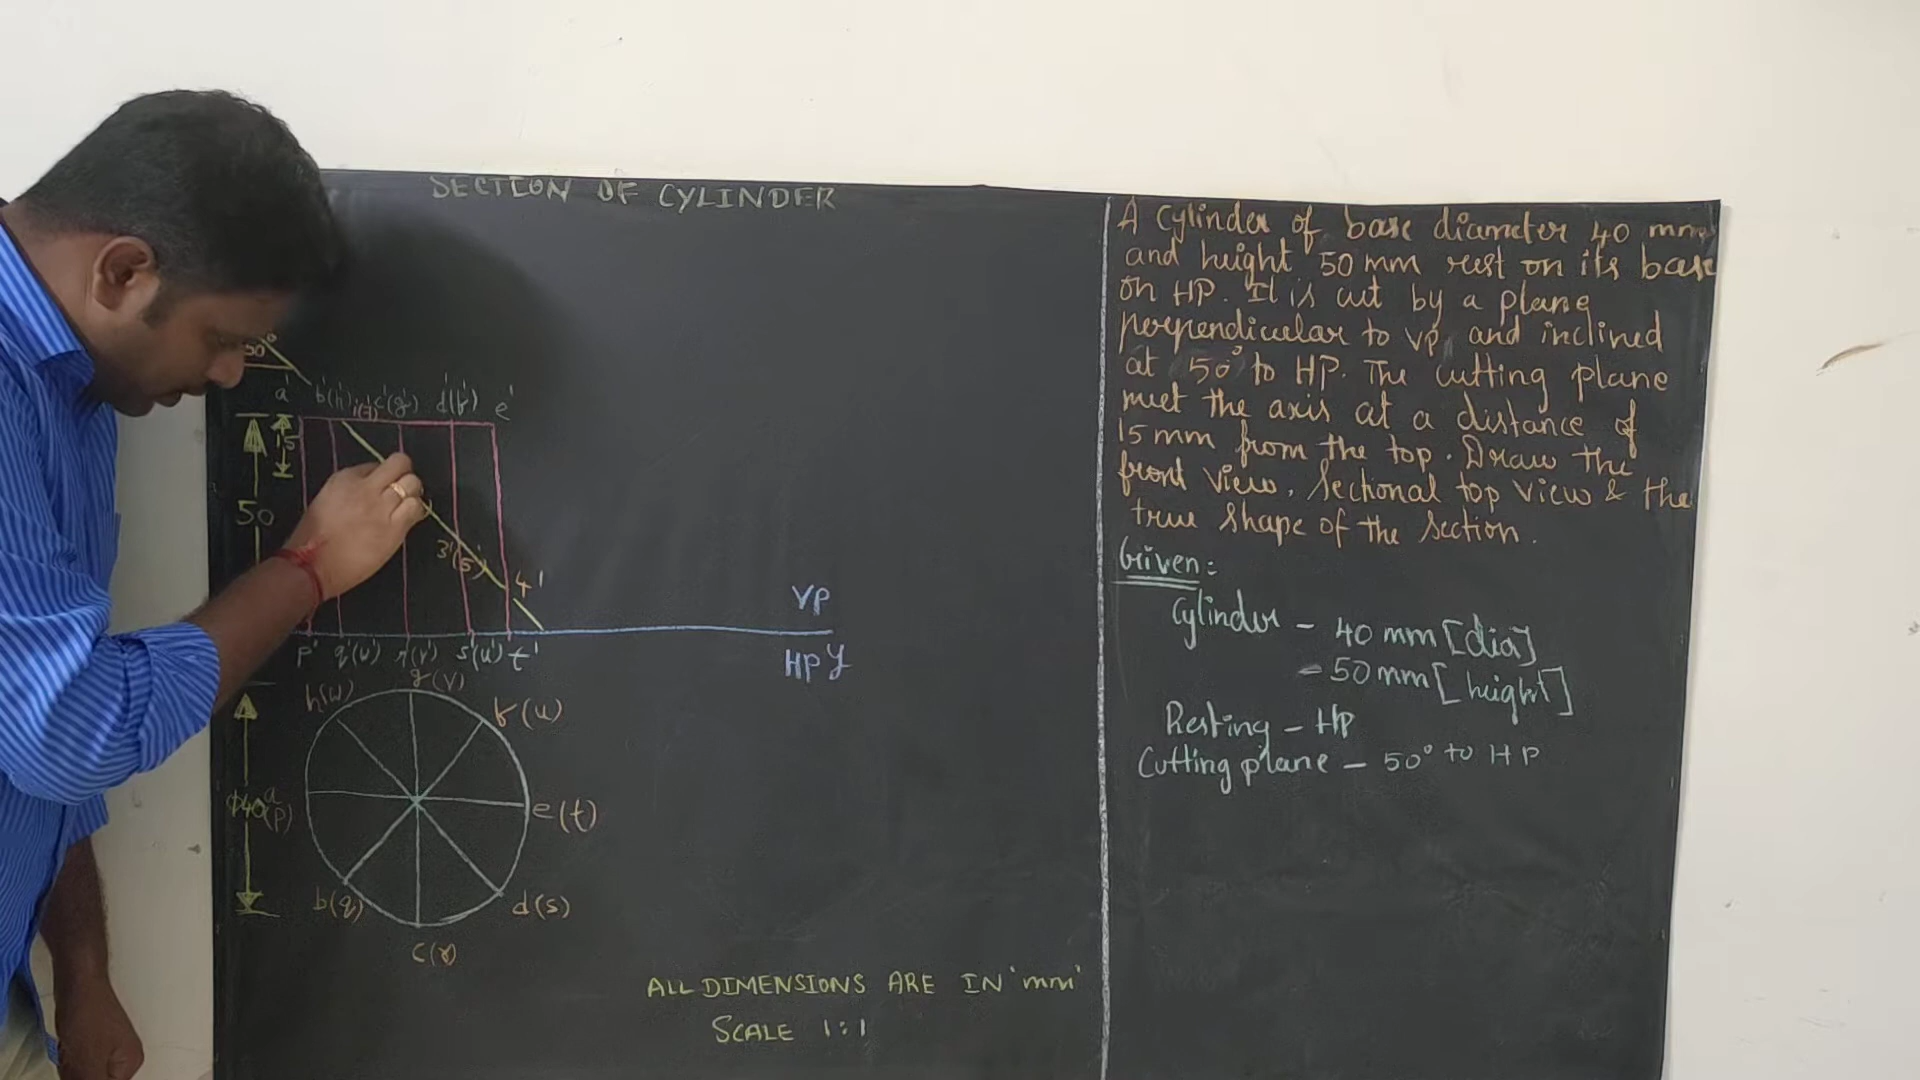 SECTION OF CYLINDER
50°
a' b'(h') 1'(7') c'(g') d'(f') e'
15
50
3'(5')
4'
VP
HP y
p' q'(w') r'(v') s'(u') t'
g(v)
h(w)
f(u)
ϕ40
a
(p)
e(t)
b(q)
d(s)
c(r)
ALL DIMENSIONS ARE IN 'mm'
SCALE 1:1
A cylinder of base diameter 40 mm
and height 50 mm rest on its base
on HP. It is cut by a plane
perpendicular to VP and inclined
at 50° to HP. The cutting plane
meet the axis at a distance of
15 mm from the top. Draw the
front view, Sectional top view & the
true shape of the section.
Given:
Cylinder - 40 mm [dia]
- 50 mm [height]
Resting - HP
Cutting plane - 50° to HP